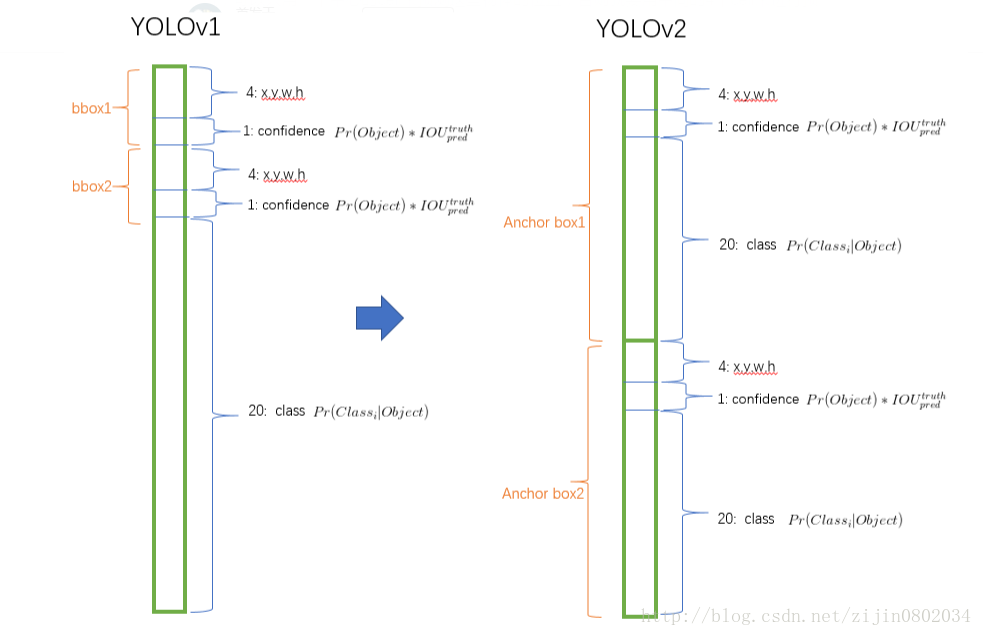 YOLOv1
bbox1
4: x,y,w,h
1: confidence Pr(Object) * IOU^{truth}_{pred}
bbox2
4: x,y,w,h
1: confidence Pr(Object) * IOU^{truth}_{pred}
20: class Pr(Class_i|Object)
YOLOv2
Anchor box1
4: x,y,w,h
1: confidence Pr(Object) * IOU^{truth}_{pred}
20: class Pr(Class_i|Object)
Anchor box2
4: x,y,w,h
1: confidence Pr(Object) * IOU^{truth}_{pred}
20: class Pr(Class_i|Object)
http://blog.csdn.net/zijin0802034